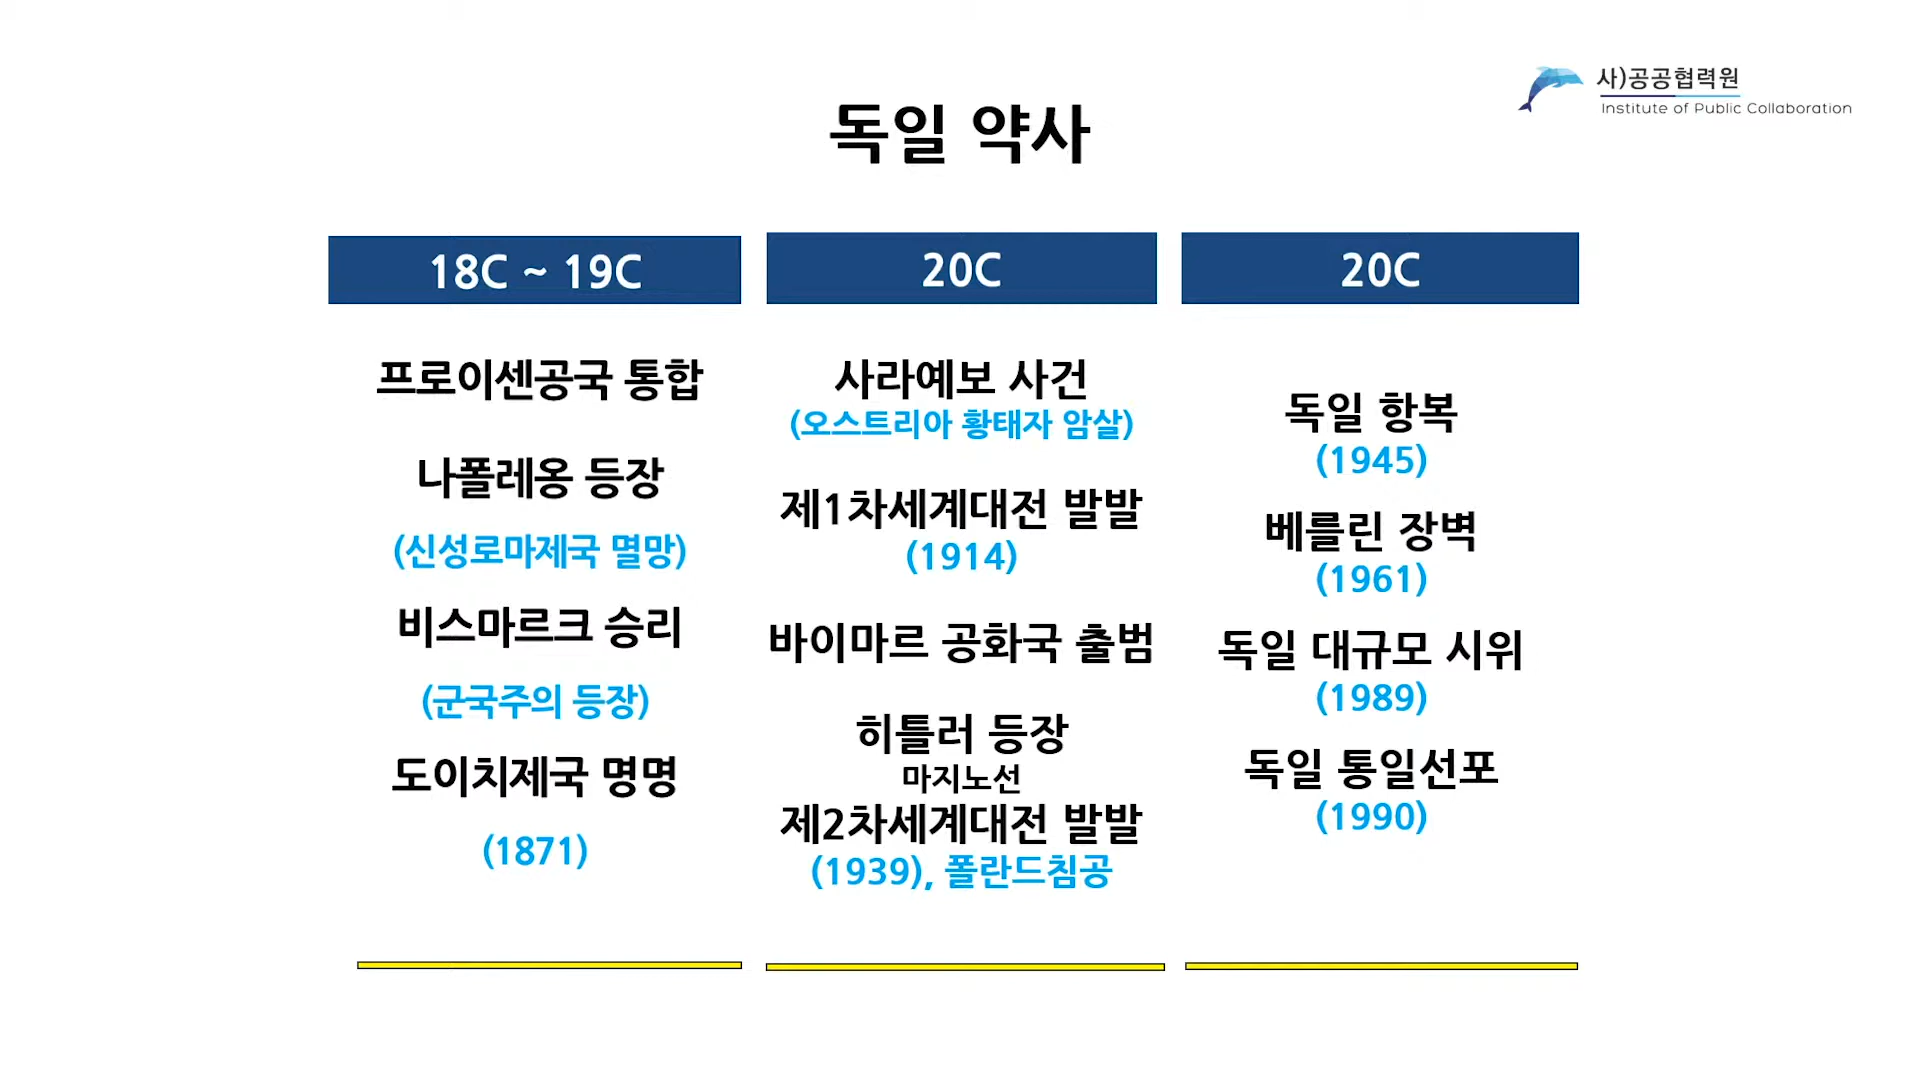 사)공공협력원
Institute of Public Collaboration
독일 약사
18C ~ 19C
프로이센공국 통합
나폴레옹 등장
(신성로마제국 멸망)
비스마르크 승리
(군국주의 등장)
도이치제국 명명
(1871)
20C
사라예보 사건
(오스트리아 황태자 암살)
제1차세계대전 발발
(1914)
바이마르 공화국 출범
히틀러 등장
마지노선
제2차세계대전 발발
(1939), 폴란드침공
20C
독일 항복
(1945)
베를린 장벽
(1961)
독일 대규모 시위
(1989)
독일 통일선포
(1990)